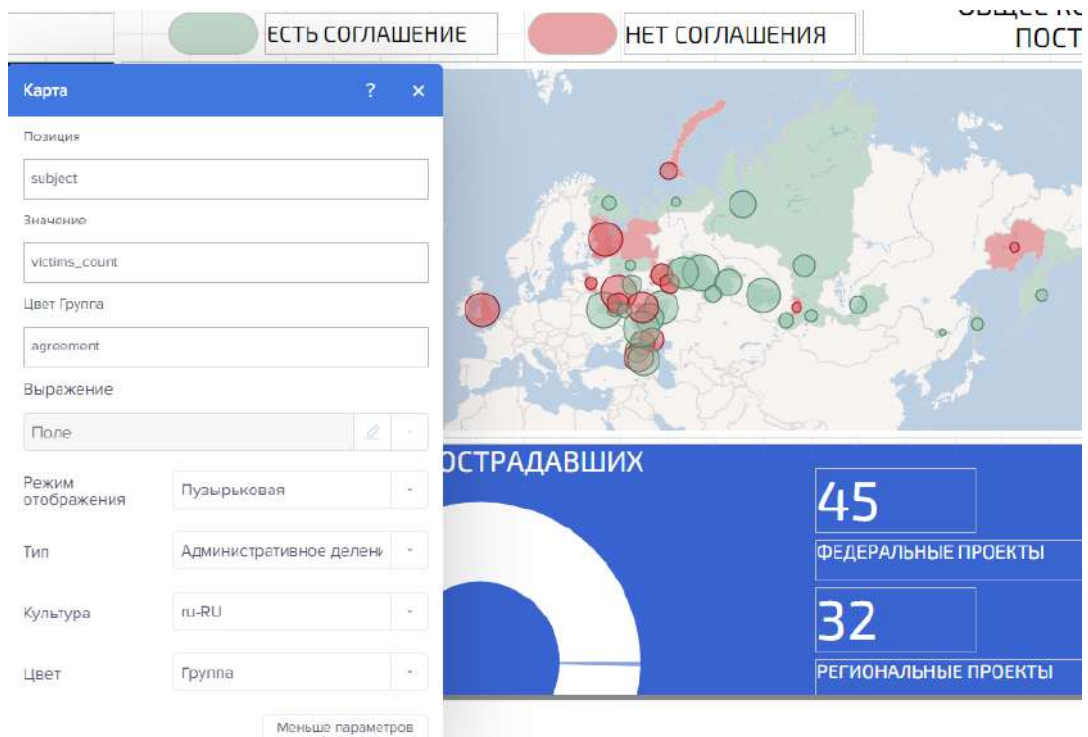 ЕСТЬ СОГЛАШЕНИЕ
НЕТ СОГЛАШЕНИЯ
ПОСТ
Карта ? ×
Позиция
subject
Значение
victims_count
Цвет Группа
agreement
Выражение
Поле
Режим
отображения
Пузырьковая
Тип
Административное делени
Культура
ru-RU
Цвет
Группа
Меньше параметров
ОСТРАДАВШИХ
45
ФЕДЕРАЛЬНЫЕ ПРОЕКТЫ
32
РЕГИОНАЛЬНЫЕ ПРОЕКТЫ